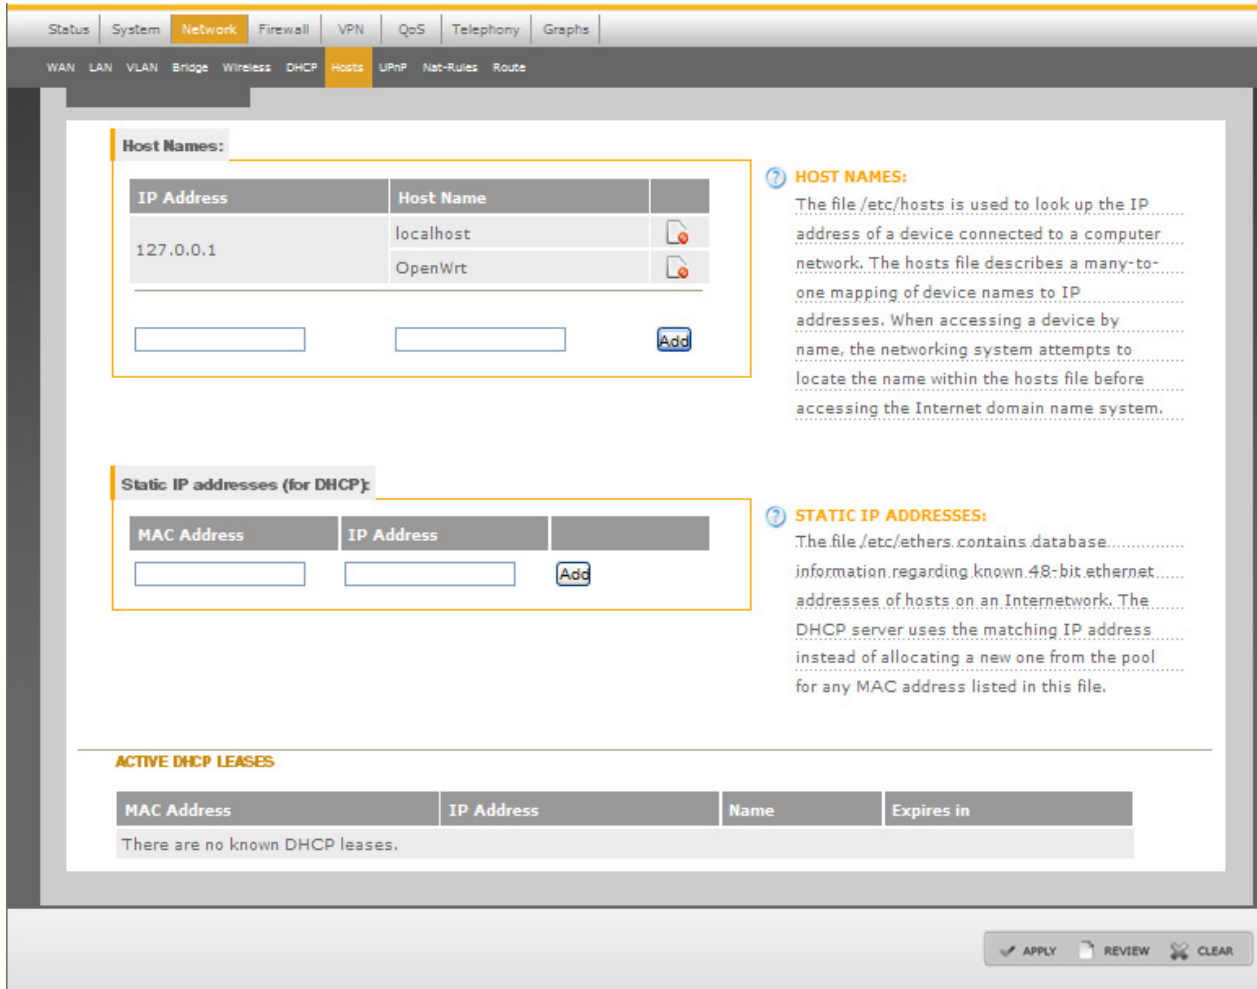 Status System Network Firewall VPN QoS Telephony Graphs
WAN LAN VLAN Bridge Wireless DHCP Hosts UPnP Nat-Rules Route
Host Names:
IP Address Host Name
127.0.0.1
localhost
OpenWrt
Add
HOST NAMES:
The file /etc/hosts is used to look up the IP
address of a device connected to a computer
network. The hosts file describes a many-to-
one mapping of device names to IP
addresses. When accessing a device by
name, the networking system attempts to
locate the name within the hosts file before
accessing the Internet domain name system.
Static IP addresses (for DHCP):
MAC Address IP Address
Add
STATIC IP ADDRESSES:
The file /etc/ethers contains database
information regarding known 48-bit ethernet
addresses of hosts on an Internetwork. The
DHCP server uses the matching IP address
instead of allocating a new one from the pool
for any MAC address listed in this file.
ACTIVE DHCP LEASES
MAC Address IP Address Name Expires in
There are no known DHCP leases.
APPLY REVIEW CLEAR